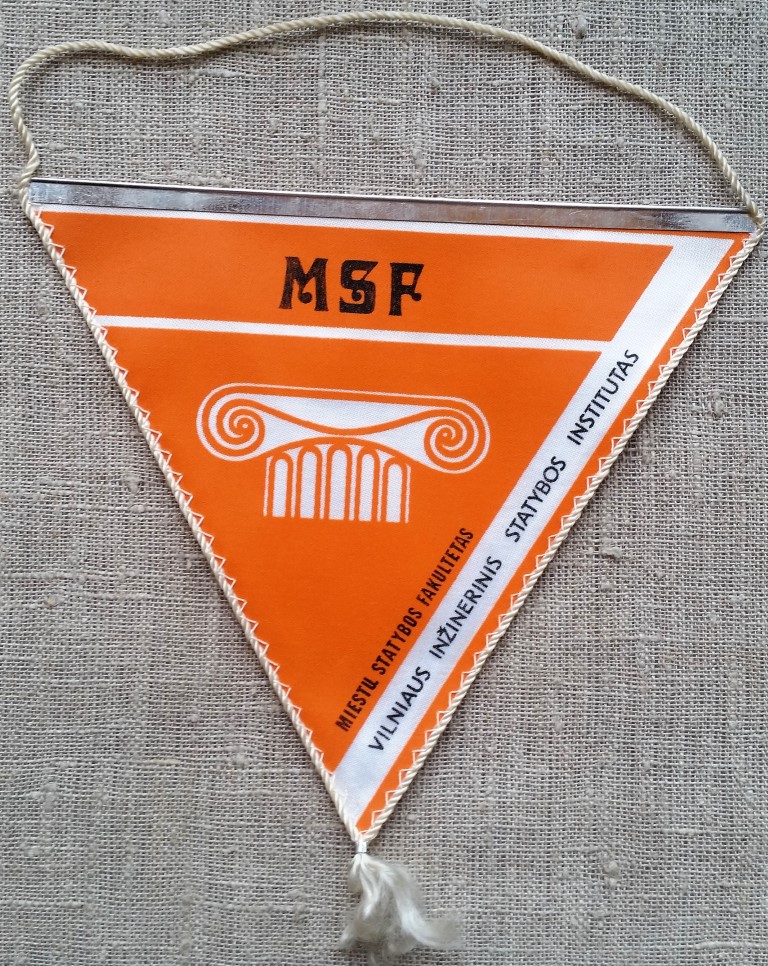 MSF
MIESTŲ STATYBOS FAKULTETAS
VILNIAUS INŽINERINIS STATYBOS INSTITUTAS